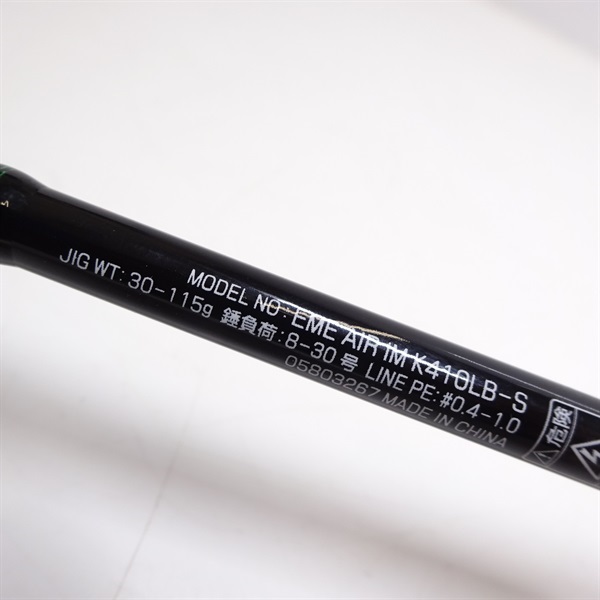 MODEL NO: EME AIR IM K410LB-S
JIG WT: 30-115g 錘負荷: 8-30号 LINE PE: #0.4-1.0
05803267 MADE IN CHINA
危険